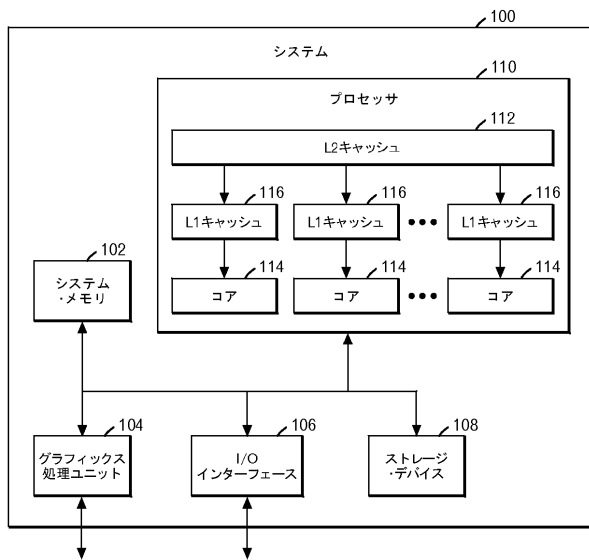 100
システム
110
プロセッサ
112
L2キャッシュ
116
116
116
L1キャッシュ
L1キャッシュ
L1キャッシュ
102
システム
・メモリ
114
114
114
コア
コア
コア
104
グラフィックス
処理ユニット
106
I/O
インターフェース
108
ストレージ
・デバイス